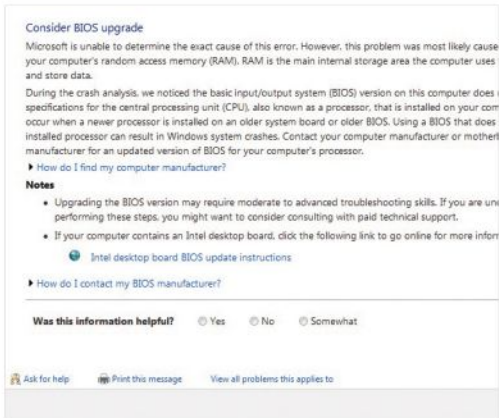 Consider BIOS upgrade
Microsoft is unable to determine the exact cause of this error. However, this problem was most likely cause
your computer's random access memory (RAM). RAM is the main internal storage area the computer uses
and store data.
During the crash analysis, we noticed the basic input/output system (BIOS) version on this computer does
specifications for the central processing unit (CPU), also known as a processor, that is installed on your com
occur when a newer processor is installed on an older system board or older BIOS. Using a BIOS that does
installed processor can result in Windows system crashes. Contact your computer manufacturer or mother
manufacturer for an updated version of BIOS for your computer's processor.
How do I find my computer manufacturer?
Notes
• Upgrading the BIOS version may require moderate to advanced troubleshooting skills. If you are un
performing these steps, you might want to consider consulting with paid technical support.
• If your computer contains an Intel desktop board, click the following link to go online for more infor
Intel desktop board BIOS update instructions
How do I contact my BIOS manufacturer?
Was this information helpful? Yes No Somewhat
Ask for help Print this message View all problems this applies to